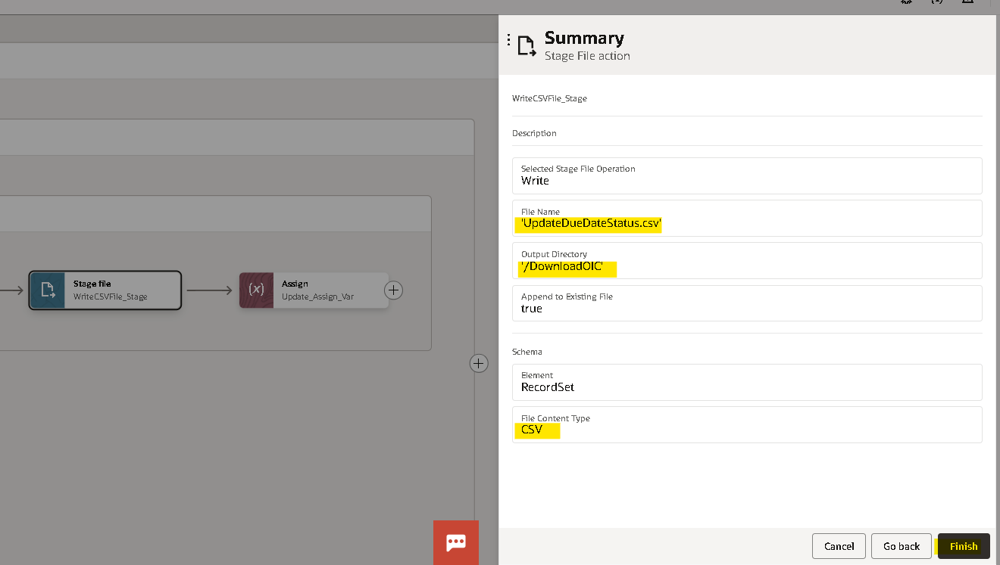 Summary
Stage File action
WriteCSVFile_Stage
Description
Selected Stage File Operation
Write
File Name
'UpdateDueDateStatus.csv'
Output Directory
'/DownloadOIC'
Append to Existing File
true
Schema
Element
RecordSet
File Content Type
CSV
Stage file
WriteCSVFile_Stage
(x)
Assign
Update_Assign_Var
Cancel
Go back
Finish